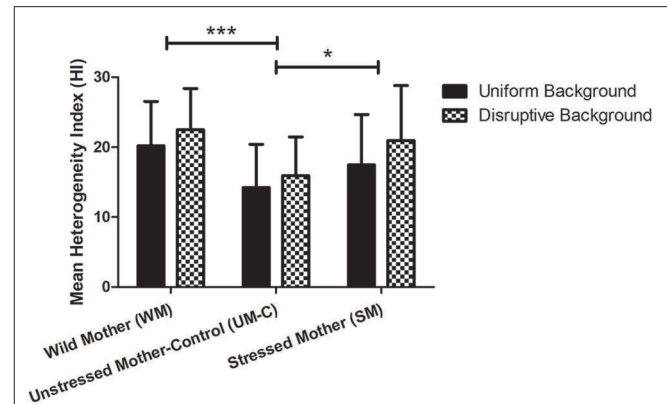 ***
*
Mean Heterogeneity Index (HI)
30
20
10
0
Uniform Background
Disruptive Background
Wild Mother (WM)
Unstressed Mother-Control (UM-C)
Stressed Mother (SM)